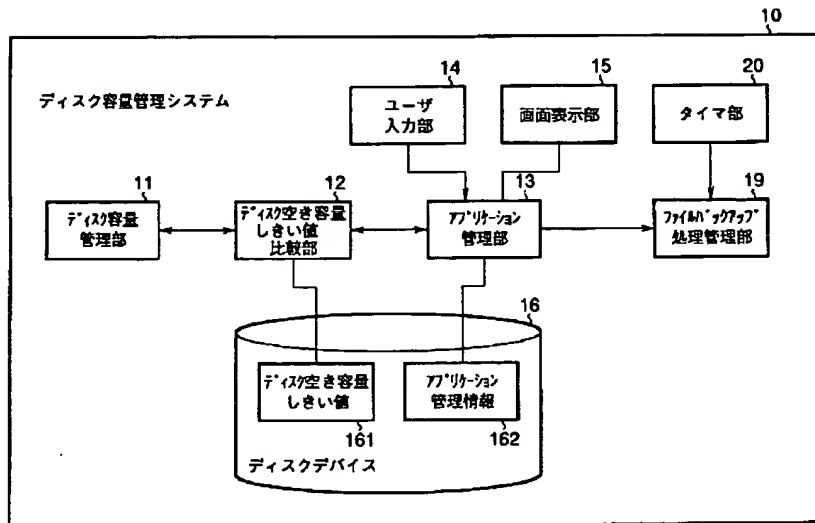 10
ディスク容量管理システム
14
ユーザ
入力部
15
画面表示部
20
タイマ部
11
ディスク容量
管理部
12
ディスク空き容量
しきい値
比較部
13
アプリケーション
管理部
19
ファイルバックアップ
処理管理部
16
ディスク空き容量
しきい値
161
アプリケーション
管理情報
162
ディスクデバイス